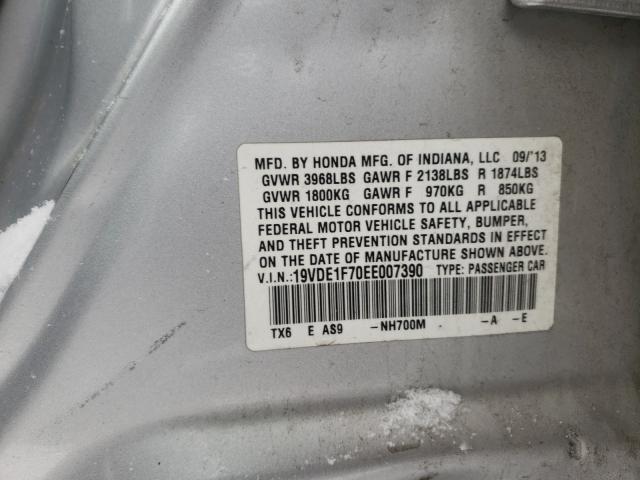 MFD. BY HONDA MFG. OF INDIANA, LLC 09/'13
GVWR 3968LBS GAWR F 2138LBS R 1874LBS
GVWR 1800KG GAWR F 970KG R 850KG
THIS VEHICLE CONFORMS TO ALL APPLICABLE
FEDERAL MOTOR VEHICLE SAFETY, BUMPER,
AND THEFT PREVENTION STANDARDS IN EFFECT
ON THE DATE OF MANUFACTURE SHOWN ABOVE.
V.I.N.:19VDE1F70EE007390 TYPE: PASSENGER CAR
TX6 E AS9 -NH700M -A -E